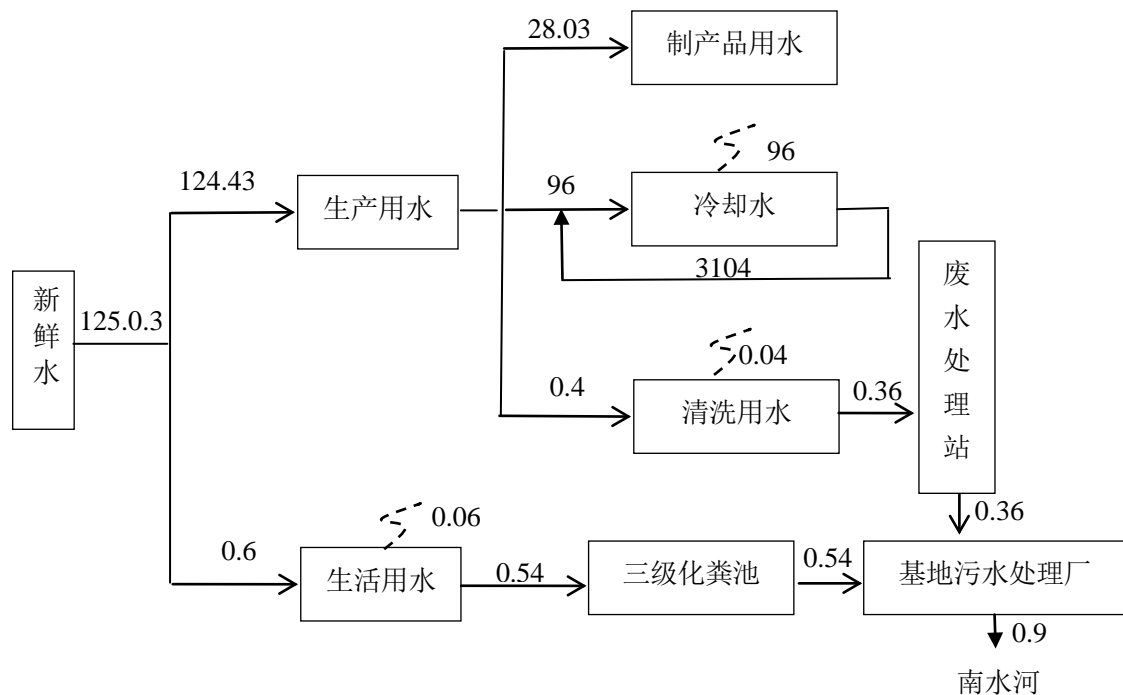 28.03
制产品用水
96
124.43
生产用水
96
冷却水
3104
新鲜水
125.0.3
废水处理站
0.04
0.4
清洗用水
0.36
0.36
0.06
0.6
生活用水
0.54
三级化粪池
0.54
基地污水处理厂
0.9
南水河